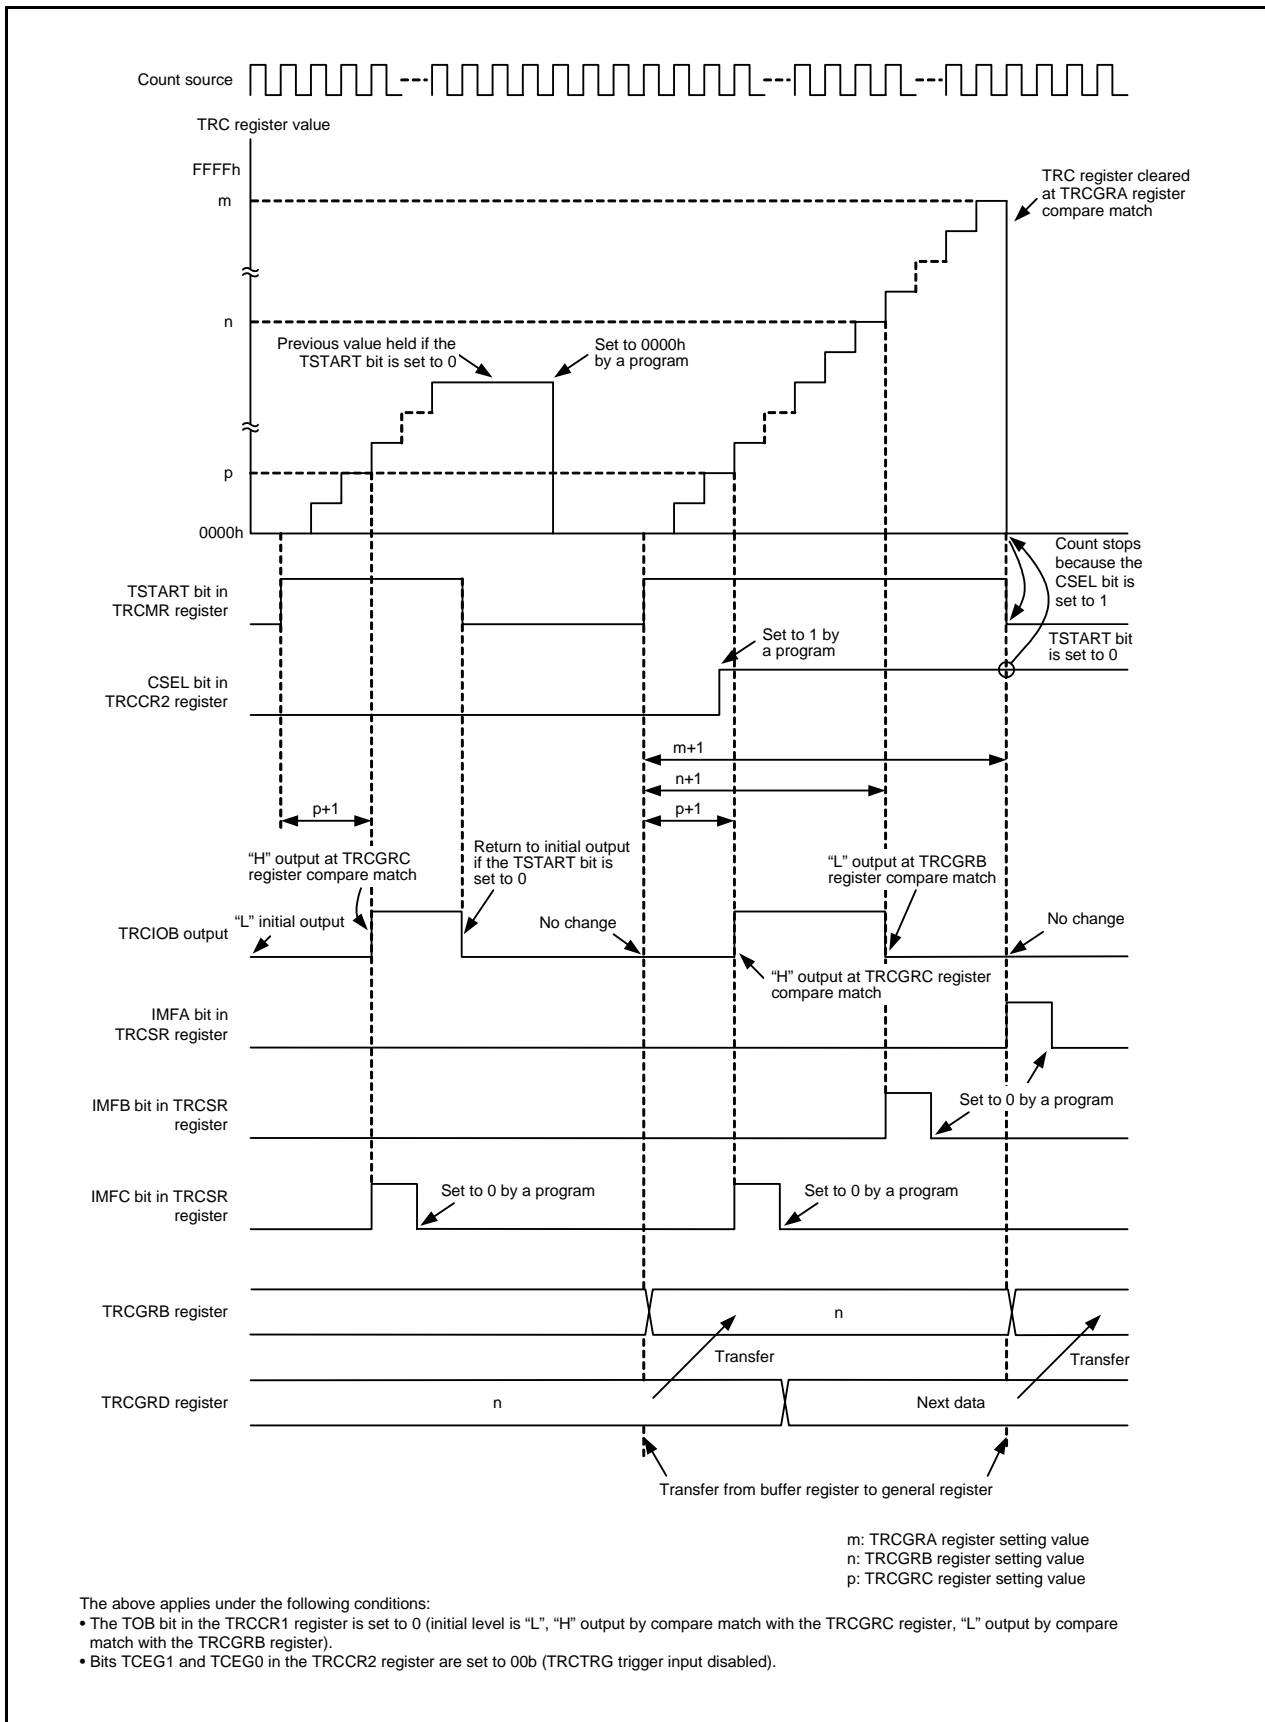 Count source
TRC register value
FFFFh
m
TRC register cleared
at TRCGRA register
compare match
n
Previous value held if the
TSTART bit is set to 0
Set to 0000h
by a program
p
0000h
Count stops
because the
CSEL bit is
set to 1
TSTART bit in
TRCMR register
TSTART bit
is set to 0
Set to 1 by
a program
CSEL bit in
TRCCR2 register
m+1
n+1
p+1
p+1
“H” output at TRCGRC
register compare match
Return to initial output
if the TSTART bit is
set to 0
“L” output at TRCGRB
register compare match
TRCIOB output
“L” initial output
No change
No change
“H” output at TRCGRC register
compare match
IMFA bit in
TRCSR register
Set to 0 by a program
IMFB bit in TRCSR
register
IMFC bit in TRCSR
register
Set to 0 by a program
Set to 0 by a program
TRCGRB register
n
Transfer
Transfer
TRCGRD register
n
Next data
Transfer from buffer register to general register
m: TRCGRA register setting value
n: TRCGRB register setting value
p: TRCGRC register setting value
The above applies under the following conditions:
• The TOB bit in the TRCCR1 register is set to 0 (initial level is “L”, “H” output by compare match with the TRCGRC register, “L” output by compare
match with the TRCGRB register).
• Bits TCEG1 and TCEG0 in the TRCCR2 register are set to 00b (TRCTRG trigger input disabled).